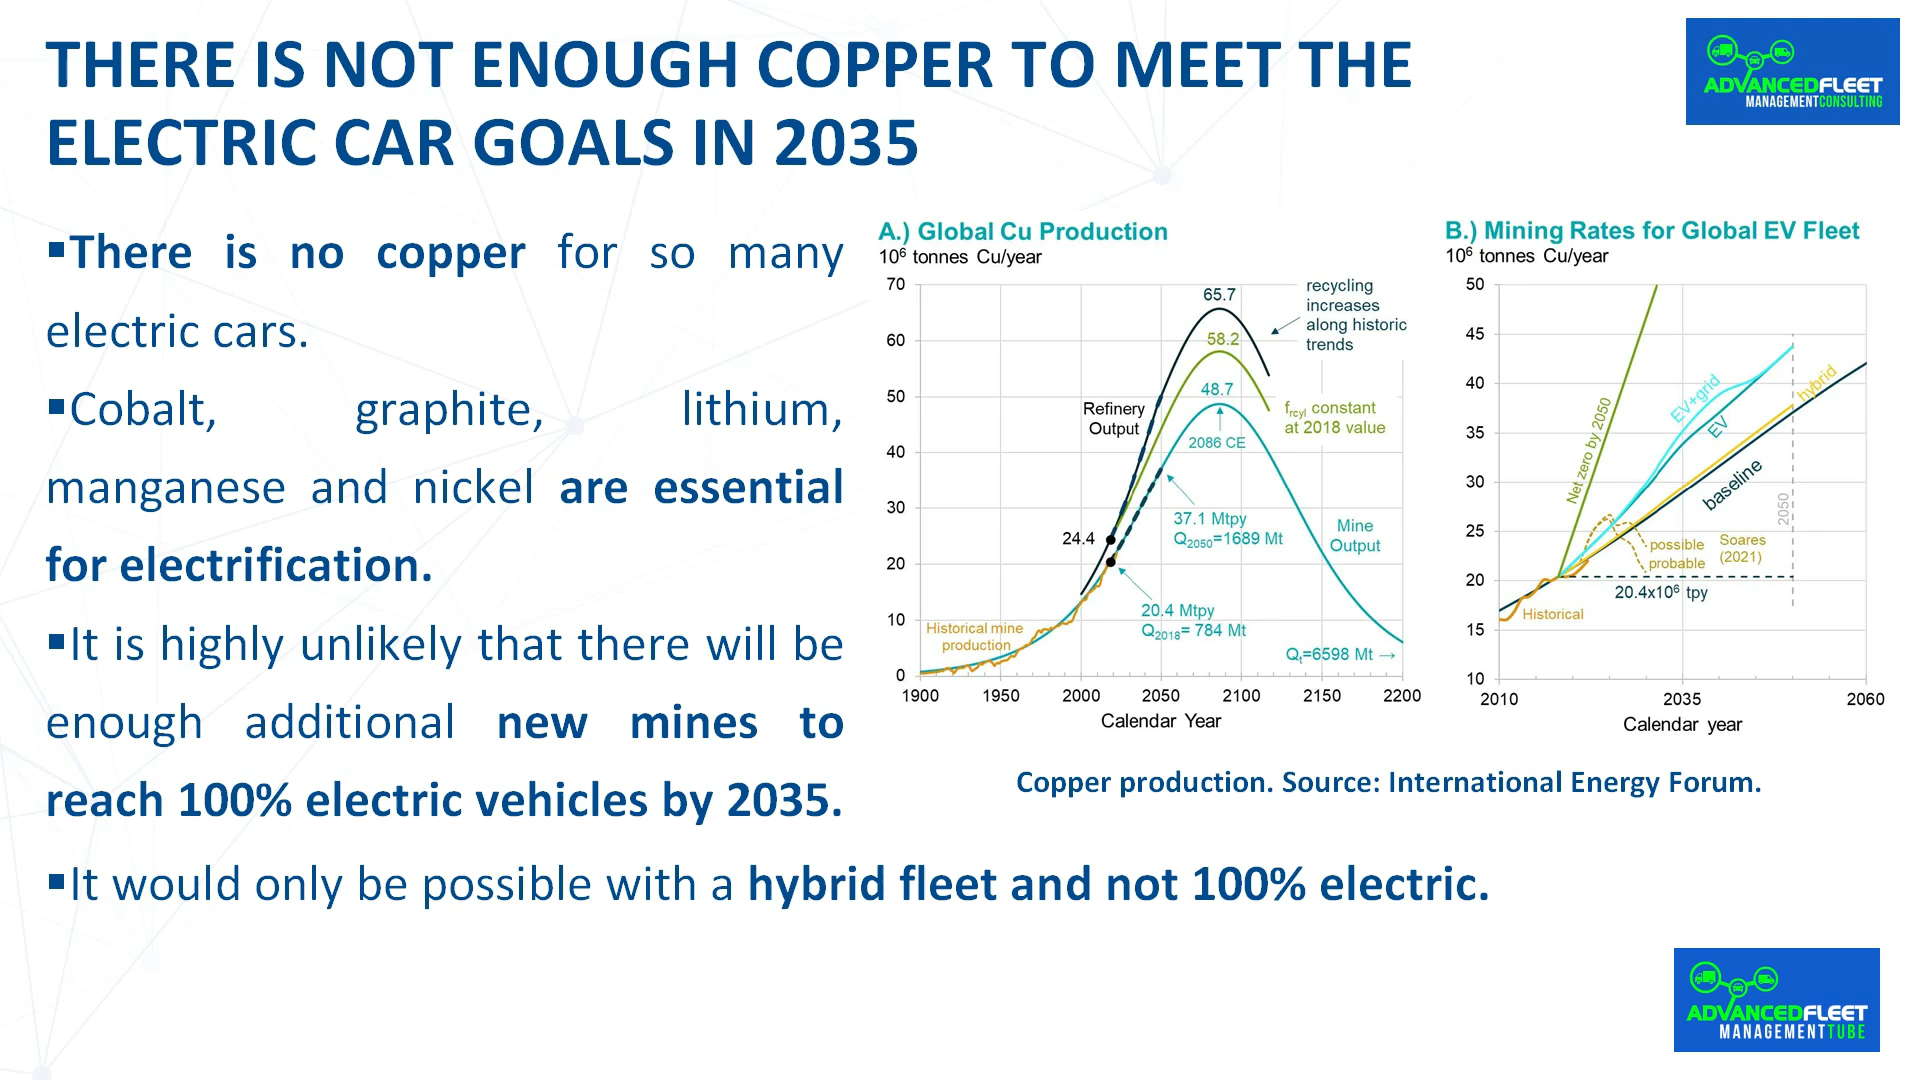 THERE IS NOT ENOUGH COPPER TO MEET THE
ELECTRIC CAR GOALS IN 2035
ADVANCEDFLEET
MANAGEMENTCONSULTING
▪There is no copper for so many
electric cars.
▪Cobalt, graphite, lithium,
manganese and nickel are essential
for electrification.
▪It is highly unlikely that there will be
enough additional new mines to
reach 100% electric vehicles by 2035.
▪It would only be possible with a hybrid fleet and not 100% electric.
A.) Global Cu Production
10⁶ tonnes Cu/year
70
60
50
40
30
20
10
0
1900
1950
2000
2050
2100
2150
2200
Calendar Year
65.7
58.2
48.7
2086 CE
recycling
increases
along historic
trends
Refinery
Output
frcyl constant
at 2018 value
24.4
37.1 Mtpy
Q2050=1689 Mt
Mine
Output
20.4 Mtpy
Q2018= 784 Mt
Historical mine
production
Qt=6598 Mt →
B.) Mining Rates for Global EV Fleet
10⁶ tonnes Cu/year
50
45
40
35
30
25
20
15
10
2010
2035
2060
Calendar year
Net zero by 2050
EV+grid
EV
hybrid
baseline
2050
possible
probable
Soares
(2021)
20.4x10⁶ tpy
Historical
Copper production. Source: International Energy Forum.
ADVANCEDFLEET
MANAGEMENTTUBE